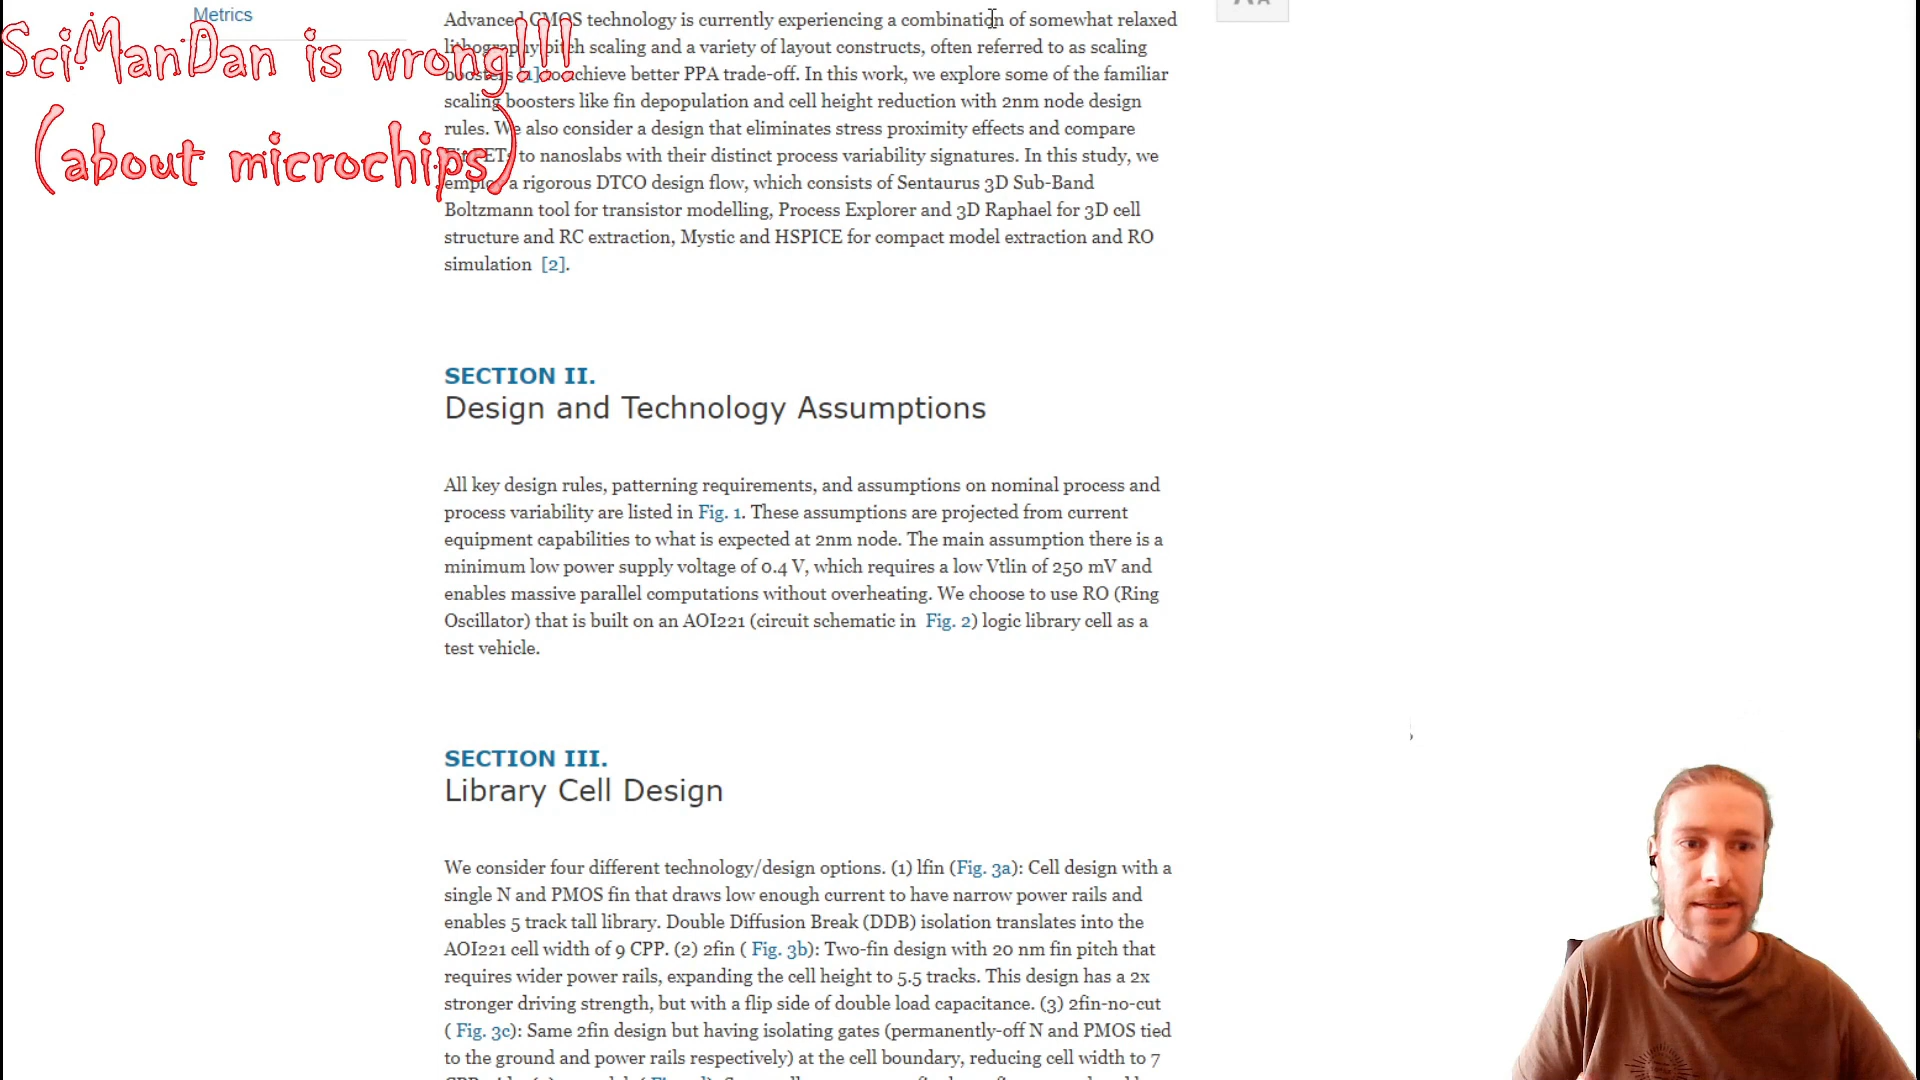 Metrics
SciManDan is wrong!!!
(about microchips)
Advanced CMOS technology is currently experiencing a combination of somewhat relaxed
lithography pitch scaling and a variety of layout constructs, often referred to as scaling
boosters [1] to achieve better PPA trade-off. In this work, we explore some of the familiar
scaling boosters like fin depopulation and cell height reduction with 2nm node design
rules. We also consider a design that eliminates stress proximity effects and compare
FinFETs to nanoslabs with their distinct process variability signatures. In this study, we
employ a rigorous DTCO design flow, which consists of Sentaurus 3D Sub-Band
Boltzmann tool for transistor modelling, Process Explorer and 3D Raphael for 3D cell
structure and RC extraction, Mystic and HSPICE for compact model extraction and RO
simulation [2].
SECTION II.
Design and Technology Assumptions
All key design rules, patterning requirements, and assumptions on nominal process and
process variability are listed in Fig. 1. These assumptions are projected from current
equipment capabilities to what is expected at 2nm node. The main assumption there is a
minimum low power supply voltage of 0.4 V, which requires a low Vtlin of 250 mV and
enables massive parallel computations without overheating. We choose to use RO (Ring
Oscillator) that is built on an AOI221 (circuit schematic in Fig. 2) logic library cell as a
test vehicle.
SECTION III.
Library Cell Design
We consider four different technology/design options. (1) lfin (Fig. 3a): Cell design with a
single N and PMOS fin that draws low enough current to have narrow power rails and
enables 5 track tall library. Double Diffusion Break (DDB) isolation translates into the
AOI221 cell width of 9 CPP. (2) 2fin ( Fig. 3b): Two-fin design with 20 nm fin pitch that
requires wider power rails, expanding the cell height to 5.5 tracks. This design has a 2x
stronger driving strength, but with a flip side of double load capacitance. (3) 2fin-no-cut
( Fig. 3c): Same 2fin design but having isolating gates (permanently-off N and PMOS tied
to the ground and power rails respectively) at the cell boundary, reducing cell width to 7